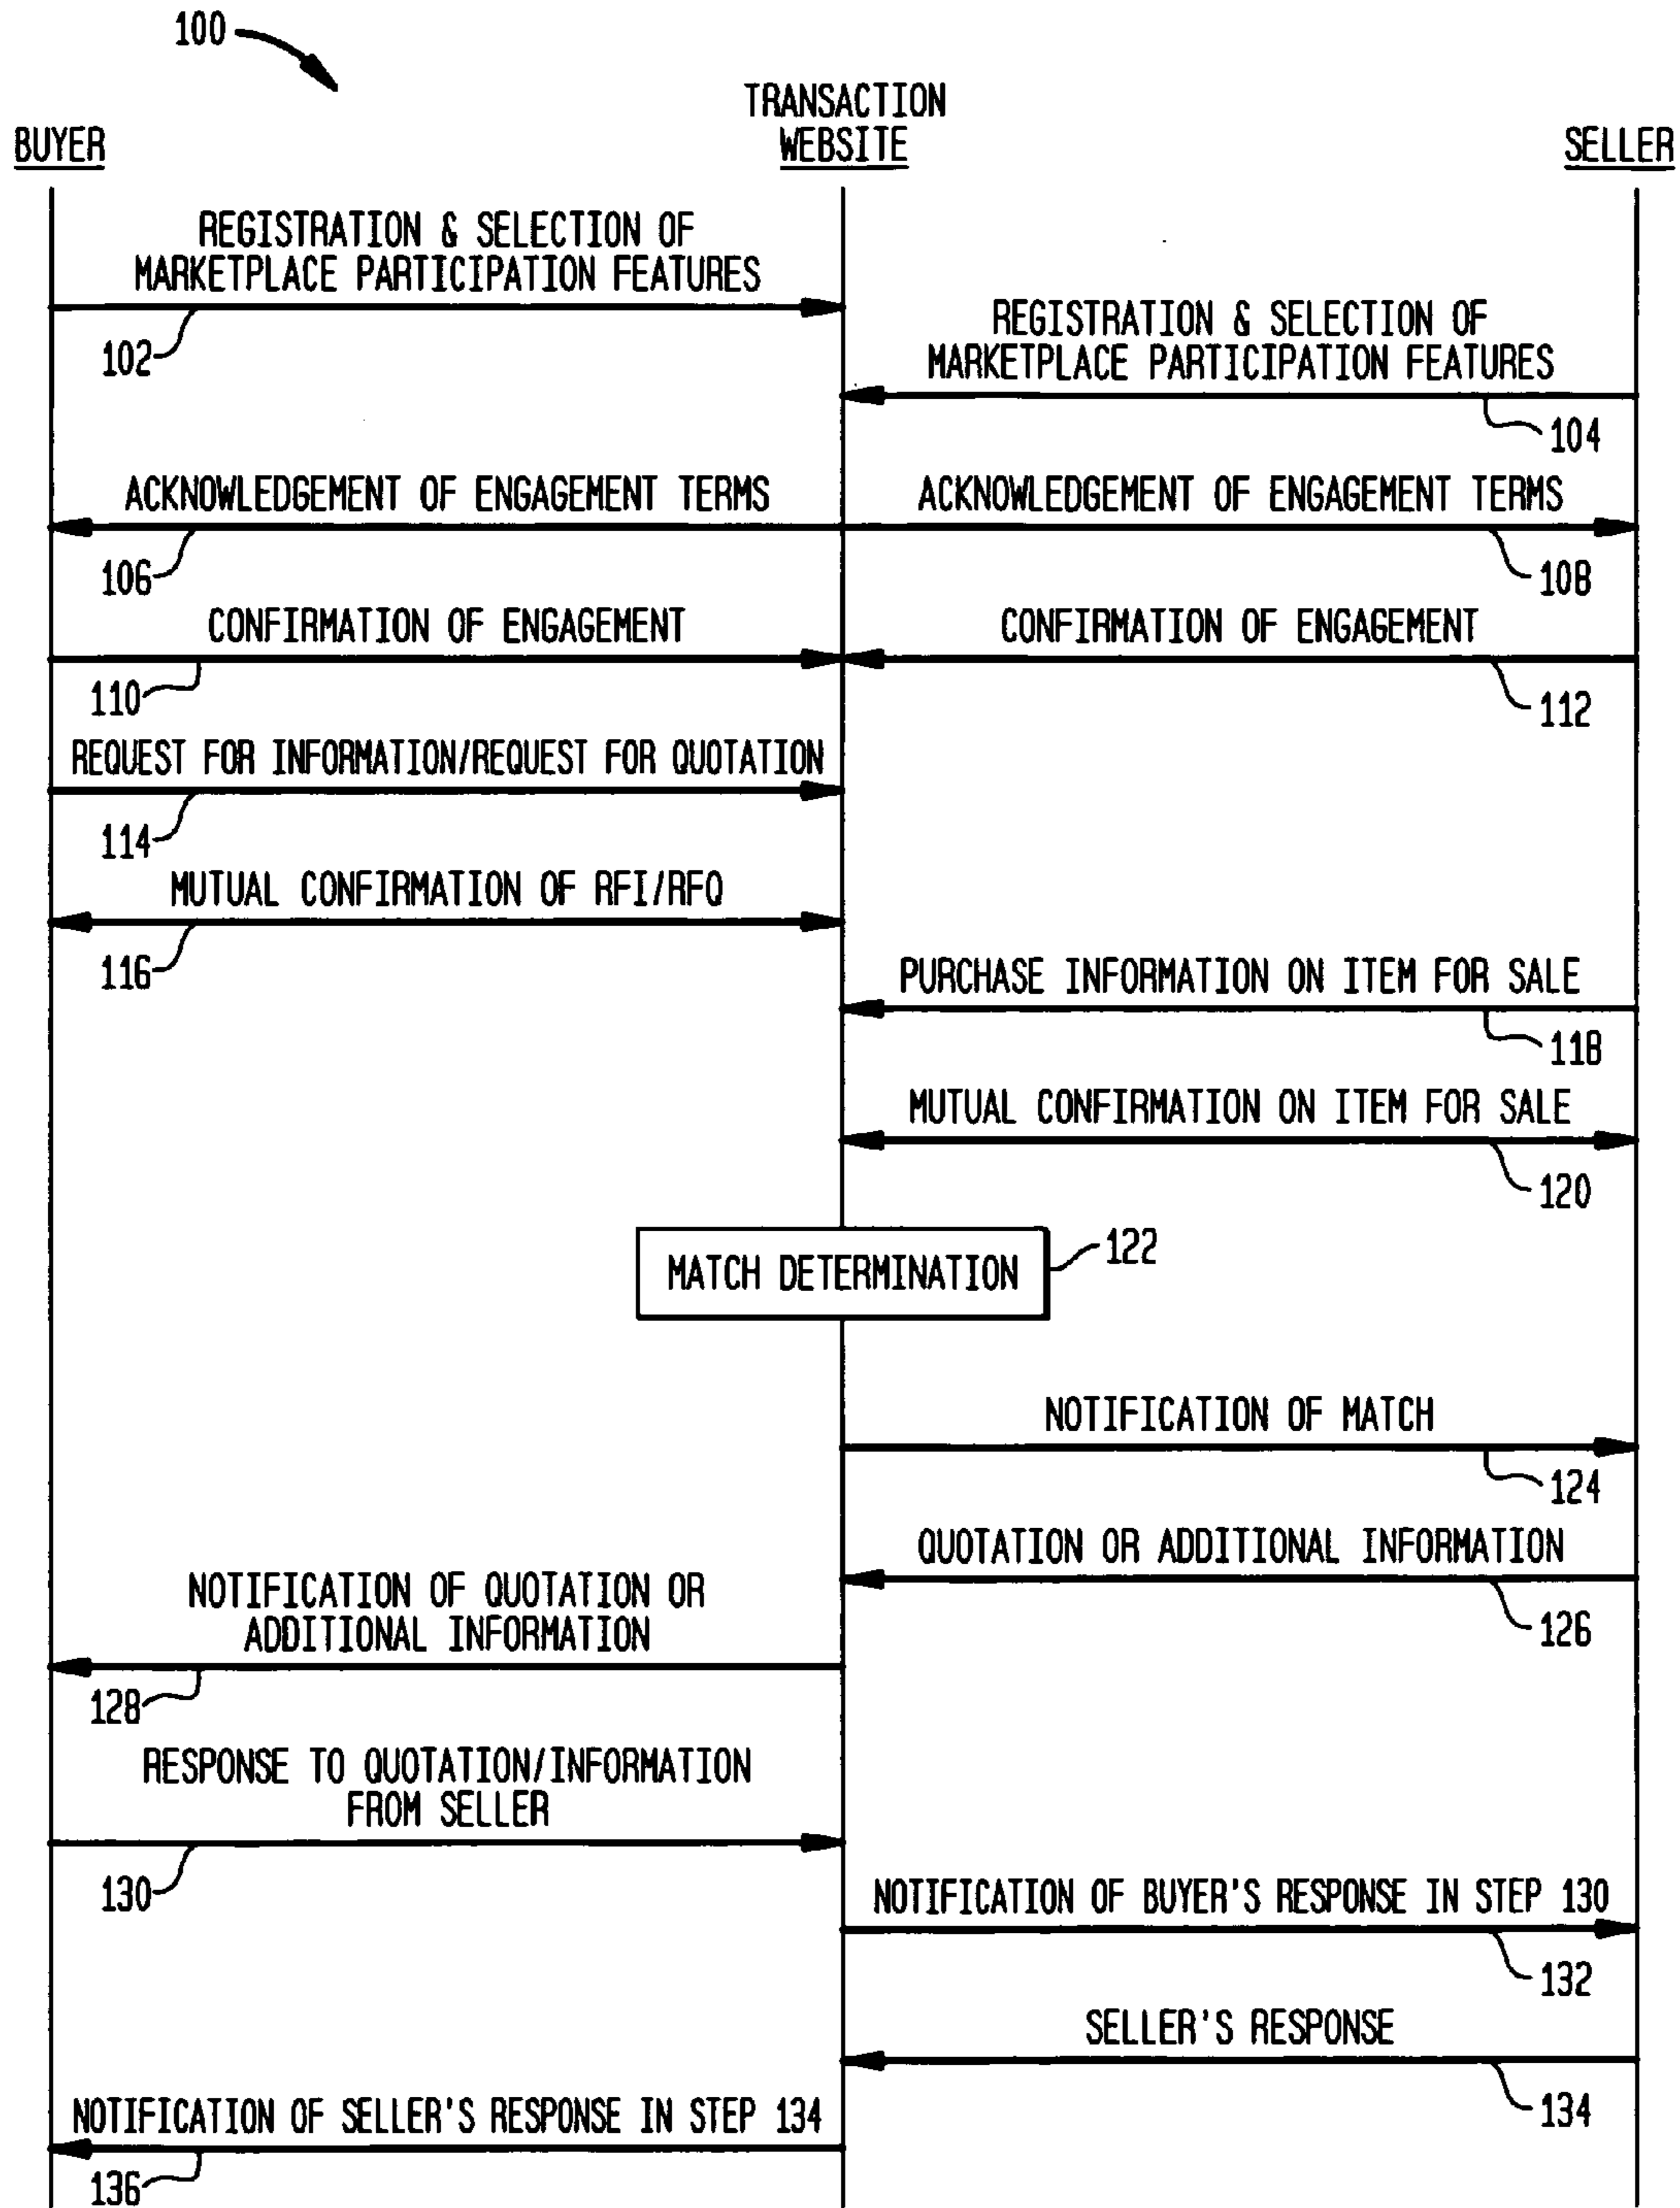 100
TRANSACTION
BUYER
WEBSITE
SELLER
REGISTRATION & SELECTION OF
MARKETPLACE PARTICIPATION FEATURES
102
REGISTRATION & SELECTION OF
MARKETPLACE PARTICIPATION FEATURES
104
ACKNOWLEDGEMENT OF ENGAGEMENT TERMS
ACKNOWLEDGEMENT OF ENGAGEMENT TERMS
106
108
CONFIRMATION OF ENGAGEMENT
CONFIRMATION OF ENGAGEMENT
110
112
REQUEST FOR INFORMATION/REQUEST FOR QUOTATION
114
MUTUAL CONFIRMATION OF RFI/RFQ
116
PURCHASE INFORMATION ON ITEM FOR SALE
118
MUTUAL CONFIRMATION ON ITEM FOR SALE
120
MATCH DETERMINATION
122
NOTIFICATION OF MATCH
124
QUOTATION OR ADDITIONAL INFORMATION
126
NOTIFICATION OF QUOTATION OR
ADDITIONAL INFORMATION
128
RESPONSE TO QUOTATION/INFORMATION
FROM SELLER
130
NOTIFICATION OF BUYER'S RESPONSE IN STEP 130
132
SELLER'S RESPONSE
134
NOTIFICATION OF SELLER'S RESPONSE IN STEP 134
136